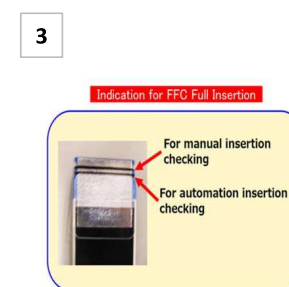 3
Indication for FFC Full Insertion
For manual insertion
checking
For automation insertion
checking